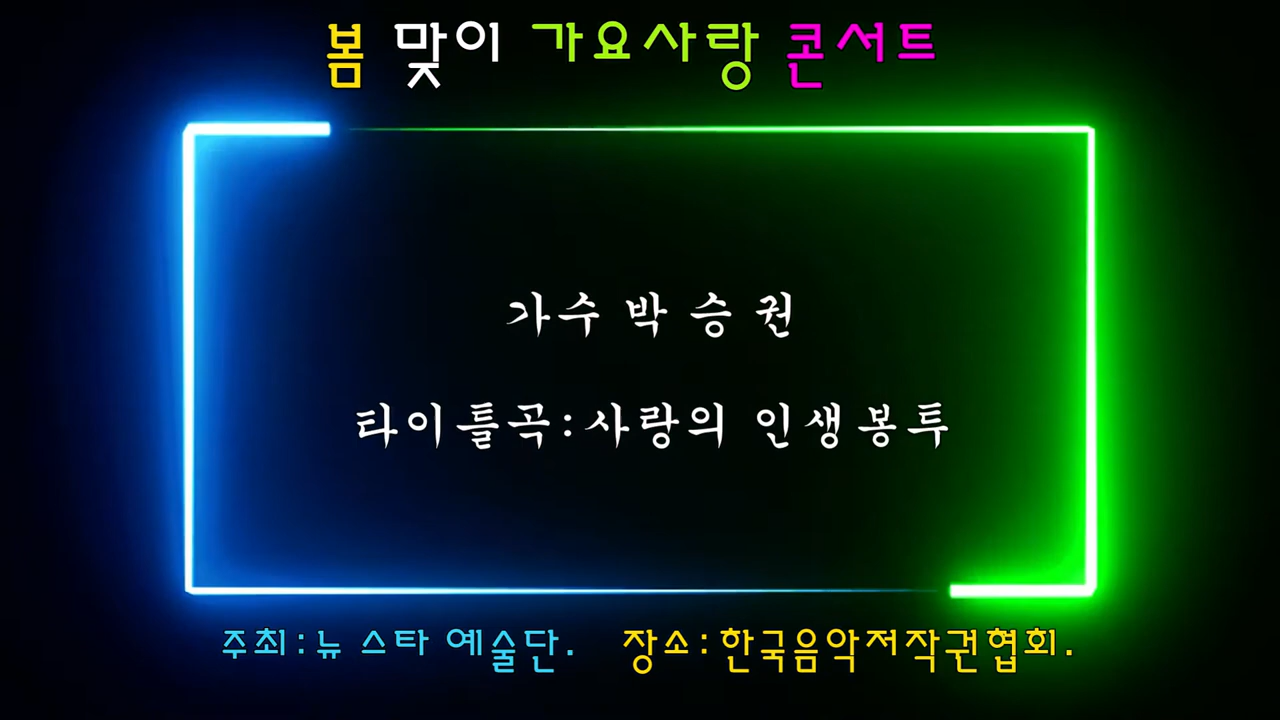 봄 맞이 가요사랑 콘서트
가수 박 승 권
타이틀곡:사랑의 인생봉투
주최:뉴 스타 예술단. 장소:한국음악저작권협회.